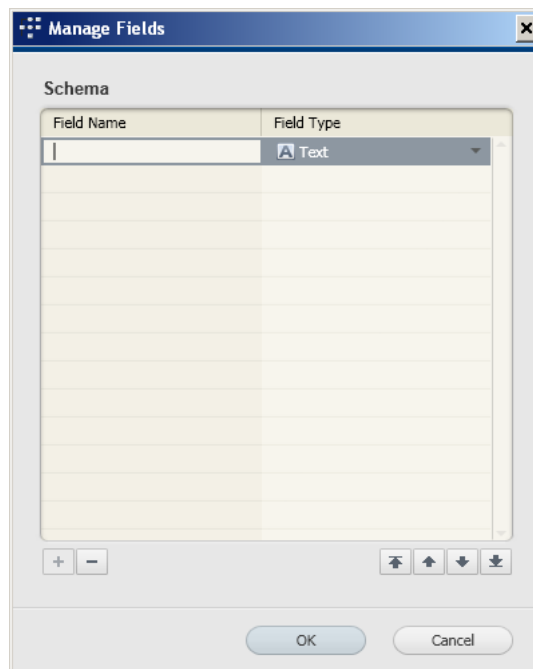 Manage Fields
Schema
Field Name Field Type
A Text
OK Cancel